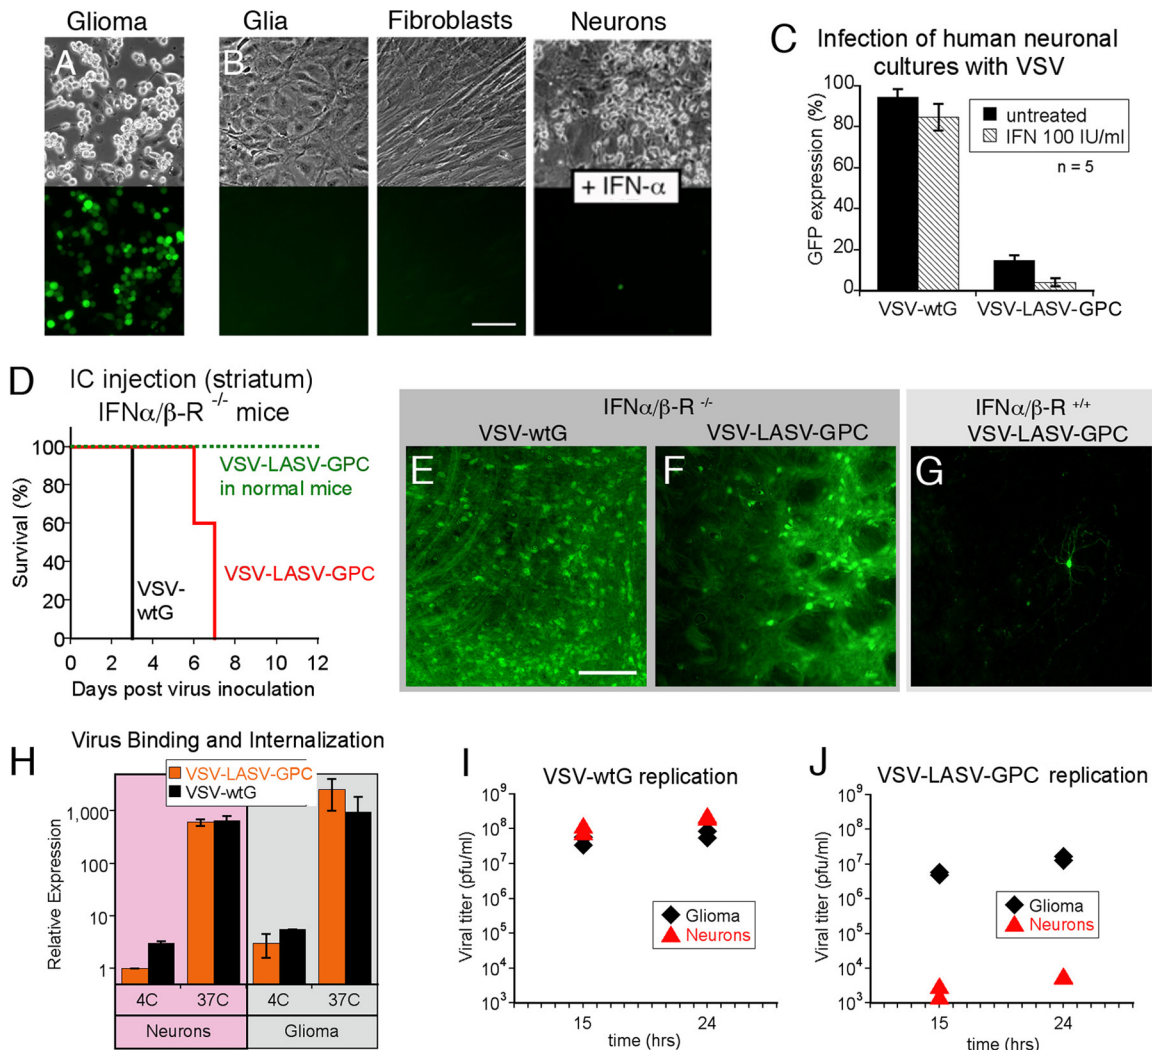 Glioma
Glia
Fibroblasts
Neurons
A
B
+ IFN-α
C
Infection of human neuronal
cultures with VSV
GFP expression (%)
100
80
60
40
20
0
untreated
IFN 100 IU/ml
n = 5
VSV-wtG
VSV-LASV-GPC
D
IC injection (striatum)
IFNα/β-R -/- mice
Survival (%)
100
80
60
40
20
0
VSV-LASV-GPC
in normal mice
VSV-
wtG
VSV-LASV-GPC
0 2 4 6 8 10 12
Days post virus inoculation
IFNα/β-R -/-
VSV-wtG
VSV-LASV-GPC
E
F
IFNα/β-R +/+
VSV-LASV-GPC
G
H
Virus Binding and Internalization
VSV-LASV-GPC
VSV-wtG
Relative Expression
1,000
100
10
1
4C 37C 4C 37C
Neurons Glioma
I
VSV-wtG replication
Viral titer (pfu/ml)
10⁹
10⁸
10⁷
10⁶
10⁵
10⁴
10³
Glioma
Neurons
15 24
time (hrs)
J
VSV-LASV-GPC replication
Viral titer (pfu/ml)
10⁹
10⁸
10⁷
10⁶
10⁵
10⁴
10³
Glioma
Neurons
15 24
time (hrs)